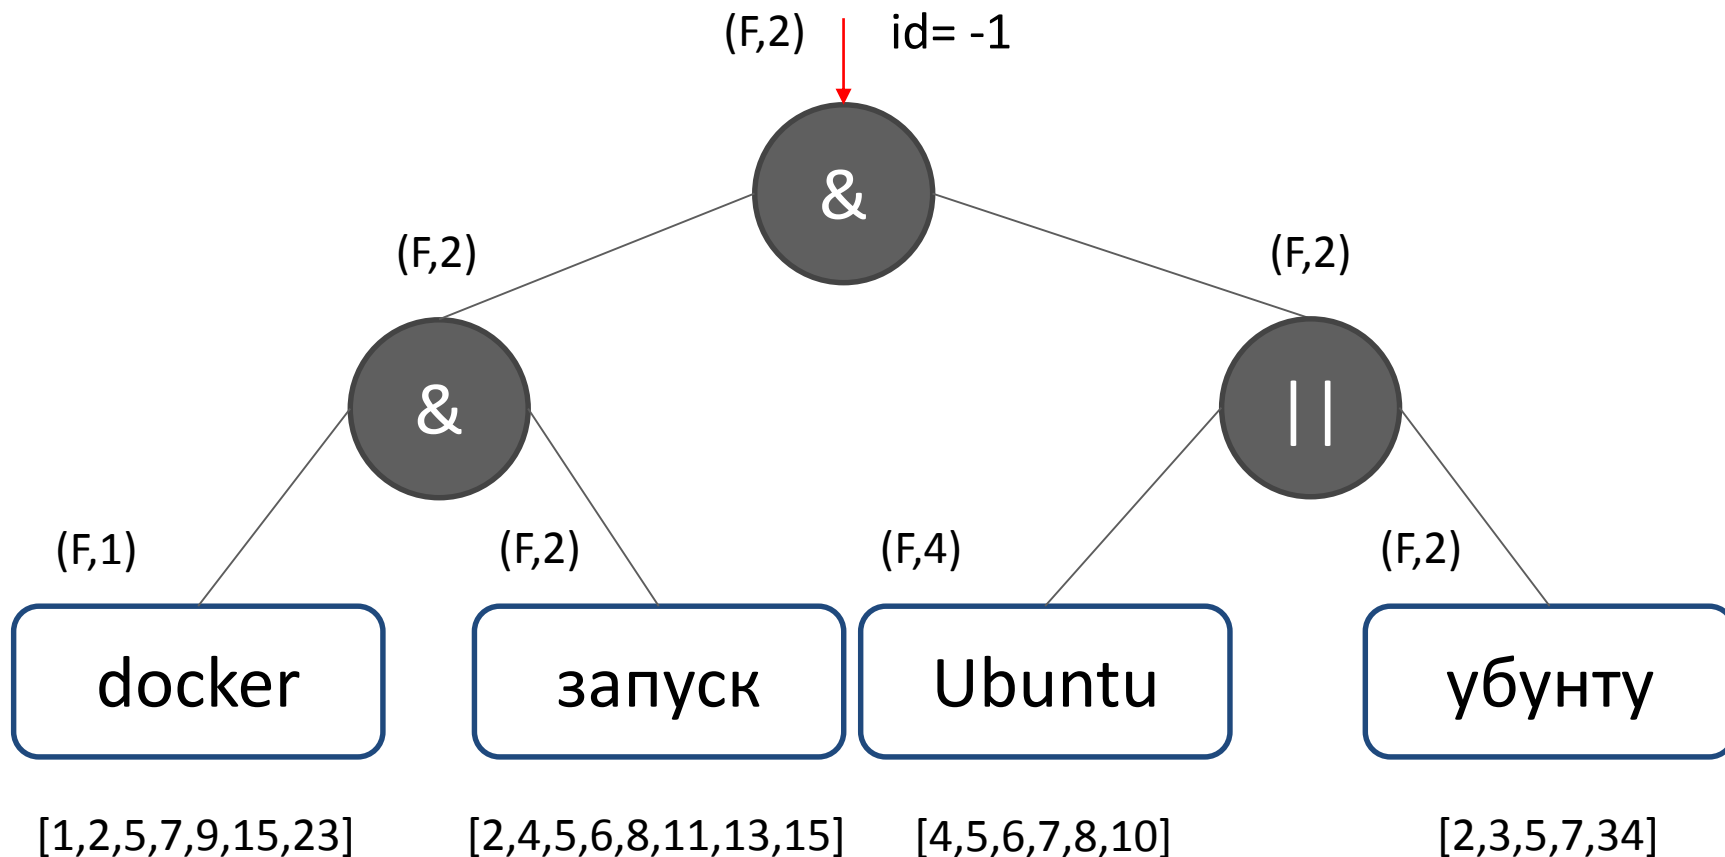 (F,2) id= -1
&
(F,2) (F,2)
& ||
(F,1) (F,2) (F,4) (F,2)
docker запуск Ubuntu убунту
[1,2,5,7,9,15,23] [2,4,5,6,8,11,13,15] [4,5,6,7,8,10] [2,3,5,7,34]